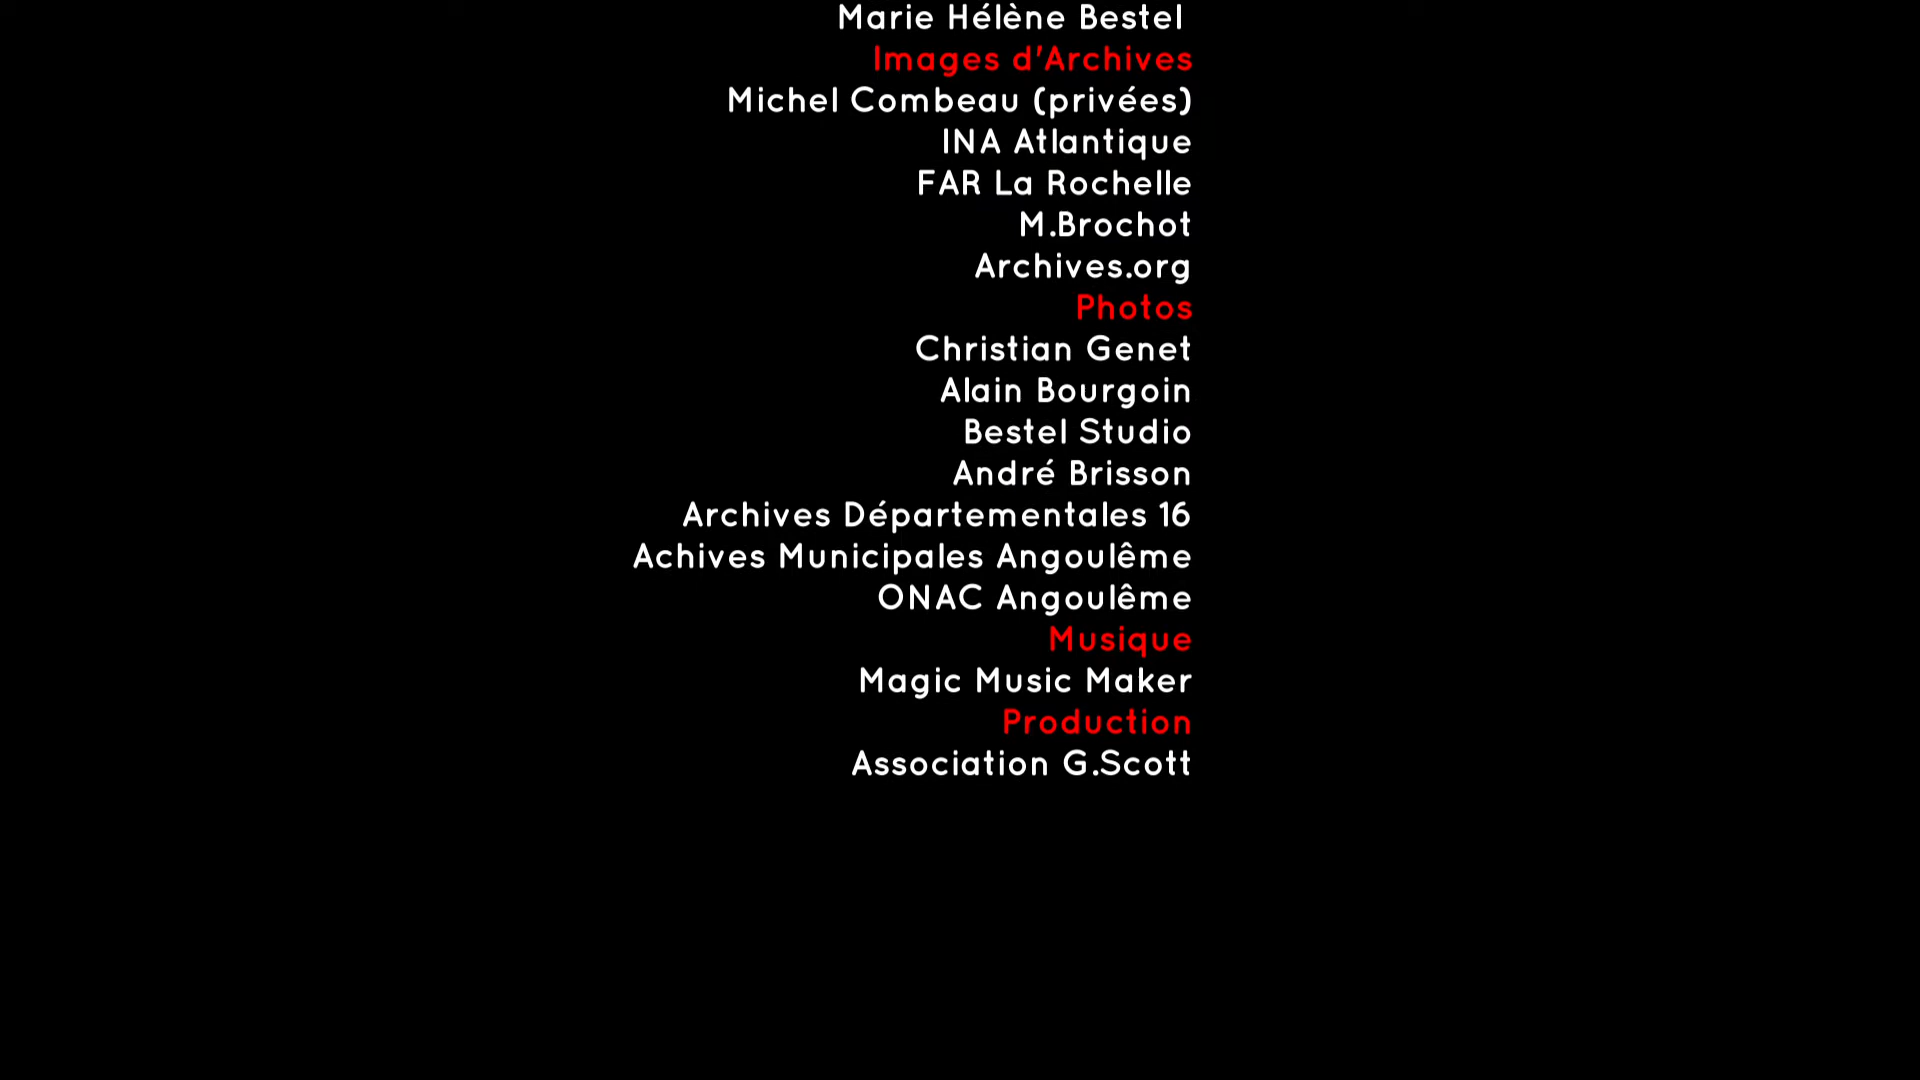 Marie Hélène Bestel
Images d'Archives
Michel Combeau (privées)
INA Atlantique
FAR La Rochelle
M.Brochot
Archives.org
Photos
Christian Genet
Alain Bourgoin
Bestel Studio
André Brisson
Archives Départementales 16
Achives Municipales Angoulême
ONAC Angoulême
Musique
Magic Music Maker
Production
Association G.Scott